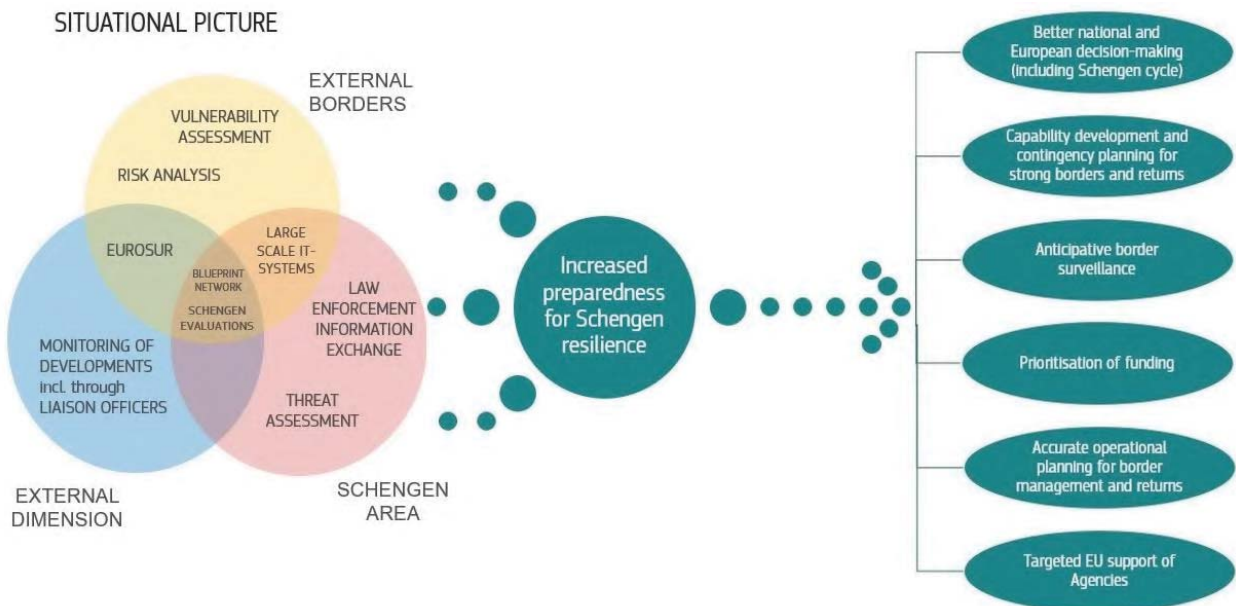 SITUATIONAL PICTURE
EXTERNAL
BORDERS
VULNERABILITY
ASSESSMENT
RISK ANALYSIS
EUROSUR
LARGE
SCALE IT-
SYSTEMS
BLUEPRINT
NETWORK
SCHENGEN
EVALUATIONS
LAW
ENFORCEMENT
INFORMATION
EXCHANGE
MONITORING OF
DEVELOPMENTS
incl. through
LIAISON OFFICERS
THREAT
ASSESSMENT
EXTERNAL
DIMENSION
SCHENGEN
AREA
Increased
preparedness
for Schengen
resilience
Better national and
European decision-making
(including Schengen cycle)
Capability development and
contingency planning for
strong borders and returns
Anticipative border
surveillance
Prioritisation of funding
Accurate operational
planning for border
management and returns
Targeted EU support of
Agencies